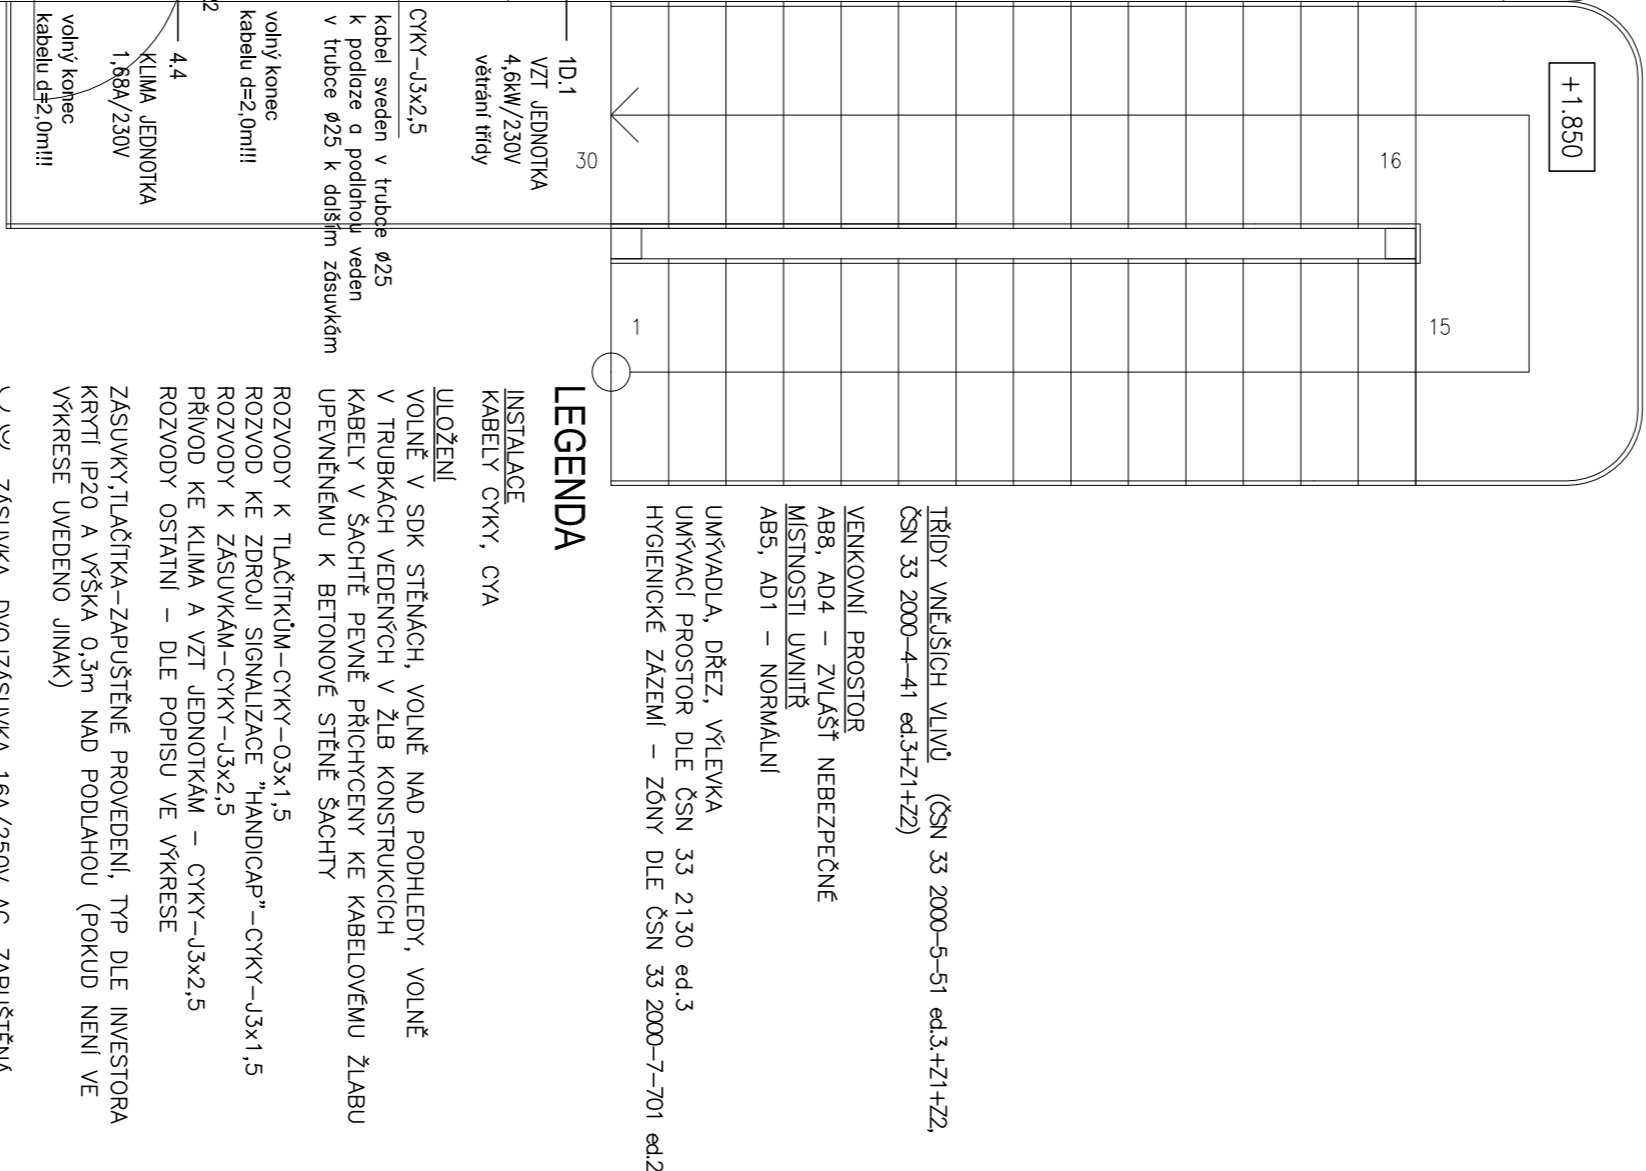 +1.850
16
30
15
1
1D.1
VZT JEDNOTKA
4,6kW/230V
větrání třídy
CYKY-J3x2,5
kabel sveden v trubce ø25
k podlaze a podlahou veden
v trubce ø25 k dalším zásuvkám
volný konec
kabelu d=2,0m!!!
4.4
KLIMA JEDNOTKA
1,68A/230V
volný konec
kabelu d=2,0m!!!
TŘÍDY VNĚJŠÍCH VLIVŮ (ČSN 33 2000-5-51 ed.3.+Z1+Z2,
ČSN 33 2000-4-41 ed.3+Z1+Z2)
VENKOVNÍ PROSTOR
AB8, AD4 - ZVLÁŠŤ NEBEZPEČNÉ
MÍSTNOSTI UVNITŘ
AB5, AD1 - NORMÁLNÍ
UMÝVADLA, DŘEZ, VÝLEVKA
UMÝVACÍ PROSTOR DLE ČSN 33 2130 ed.3
HYGIENICKÉ ZÁZEMÍ - ZÓNY DLE ČSN 33 2000-7-701 ed.2
LEGENDA
INSTALACE
KABELY CYKY, CYA
ULOŽENÍ
VOLNĚ V SDK STĚNÁCH, VOLNĚ NAD PODHLEDY, VOLNĚ
V TRUBKÁCH VEDENÝCH V ŽLB KONSTRUKCÍCH
KABELY V ŠACHTĚ PEVNĚ PŘICHYCENY KE KABELOVÉMU ŽLABU
UPEVNĚNÉMU K BETONOVÉ STĚNĚ ŠACHTY
ROZVODY K TLAČÍTKŮM-CYKY-O3x1,5
ROZVOD KE ZDROJI SIGNALIZACE "HANDICAP"-CYKY-J3x1,5
ROZVODY K ZÁSUVKÁM-CYKY-J3x2,5
PŘÍVOD KE KLIMA A VZT JEDNOTKÁM - CYKY-J3x2,5
ROZVODY OSTATNÍ - DLE POPISU VE VÝKRESE
ZÁSUVKY,TLAČÍTKA-ZAPUŠTĚNÉ PROVEDENÍ, TYP DLE INVESTORA
KRYTÍ IP20 A VÝŠKA 0,3m NAD PODLAHOU (POKUD NENÍ VE
VÝKRESE UVEDENO JINAK)
ZÁSUVKA, DVOJZÁSUVKA 16A/250V AC, ZAPUŠTĚNÁ